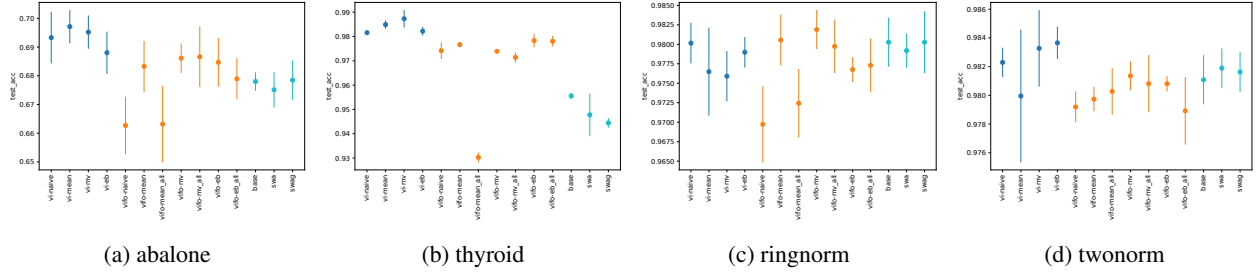 0.70
0.69
0.68
0.67
0.66
0.65
test_acc
vi-naive
vi-mean
vi-mv
vi-eb
vifo-naive
vifo-mean
vifo-mean_all
vifo-mv
vifo-mv_all
vifo-eb
vifo-eb_all
base
swa
swag
(a) abalone
0.99
0.98
0.97
0.96
0.95
0.94
0.93
test_acc
vi-naive
vi-mean
vi-mv
vi-eb
vifo-naive
vifo-mean
vifo-mean_all
vifo-mv
vifo-mv_all
vifo-eb
vifo-eb_all
base
swa
swag
(b) thyroid
0.9850
0.9825
0.9800
0.9775
0.9750
0.9725
0.9700
0.9675
0.9650
test_acc
vi-naive
vi-mean
vi-mv
vi-eb
vifo-naive
vifo-mean
vifo-mean_all
vifo-mv
vifo-mv_all
vifo-eb
vifo-eb_all
base
swa
swag
(c) ringnorm
0.986
0.984
0.982
0.980
0.978
0.976
test_acc
vi-naive
vi-mean
vi-mv
vi-eb
vifo-naive
vifo-mean
vifo-mean_all
vifo-mv
vifo-mv_all
vifo-eb
vifo-eb_all
base
swa
swag
(d) twonorm